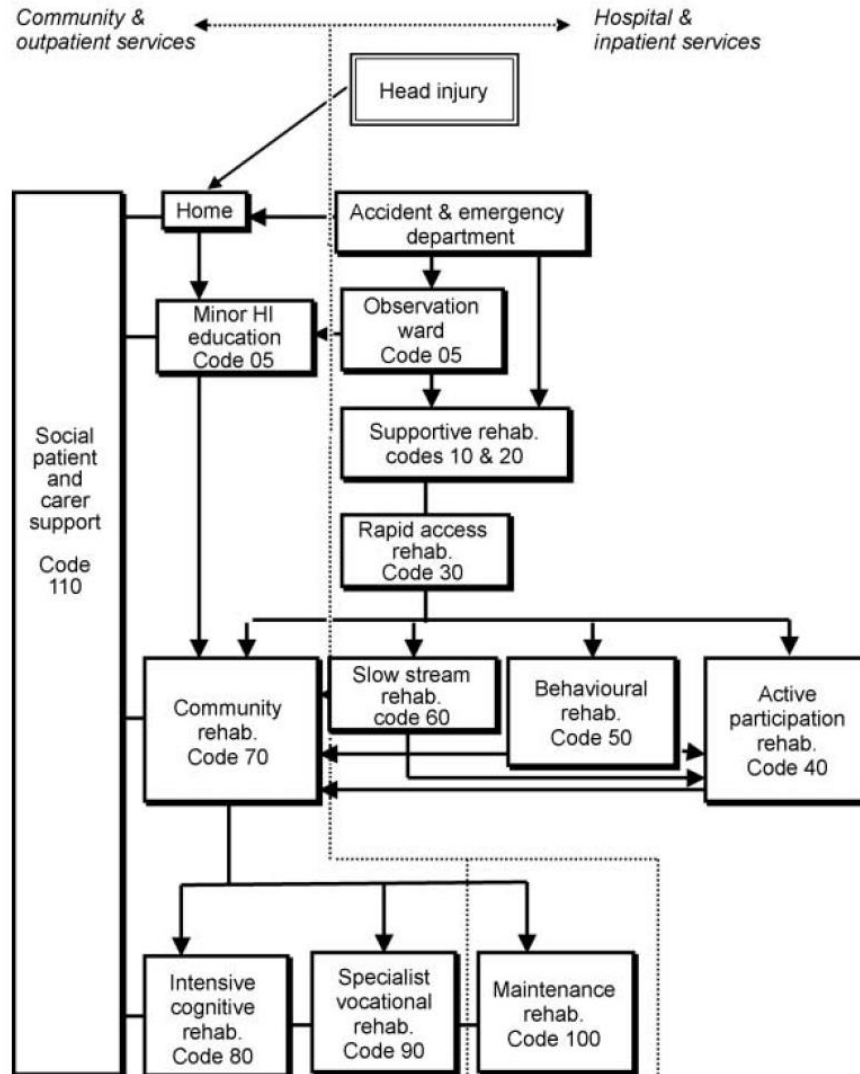 Community &
outpatient services
Hospital &
inpatient services
Head injury
Home
Accident & emergency
department
Minor HI
education
Code 05
Observation
ward
Code 05
Supportive rehab.
codes 10 & 20
Social
patient
and
carer
support
Code
110
Rapid access
rehab.
Code 30
Community
rehab.
Code 70
Slow stream
rehab.
code 60
Behavioural
rehab.
Code 50
Active
participation
rehab.
Code 40
Intensive
cognitive
rehab.
Code 80
Specialist
vocational
rehab.
Code 90
Maintenance
rehab.
Code 100